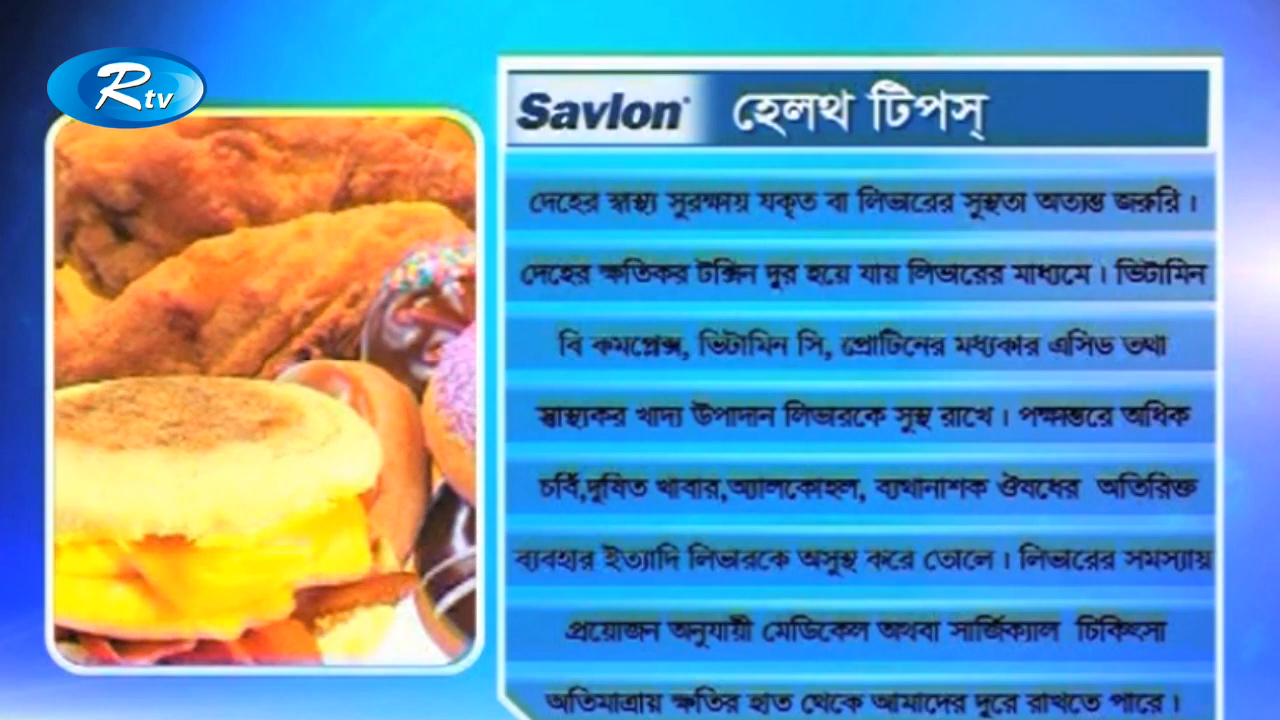 Rtv
Savlon হেলথ টিপস্
দেহের স্বাস্থ্য সুরক্ষায় যকৃত বা লিভারের সুস্থতা অত্যন্ত জরুরি ।
দেহের ক্ষতিকর টক্সিন দুর হয়ে যায় লিভারের মাধ্যমে । ভিটামিন
বি কমপ্লেক্স, ভিটামিন সি, প্রোটিনের মধ্যকার এসিড তথা
স্বাস্থ্যকর খাদ্য উপাদান লিভারকে সুস্থ রাখে । পক্ষান্তরে অধিক
চর্বি,দুষিত খাবার,অ্যালকোহল, ব্যথানাশক ঔষধের অতিরিক্ত
ব্যবহার ইত্যাদি লিভারকে অসুস্থ করে তোলে । লিভারের সমস্যায়
প্রয়োজন অনুযায়ী মেডিকেল অথবা সার্জিক্যাল চিকিৎসা
অতিমাত্রায় ক্ষতির হাত থেকে আমাদের দুরে রাখতে পারে ।